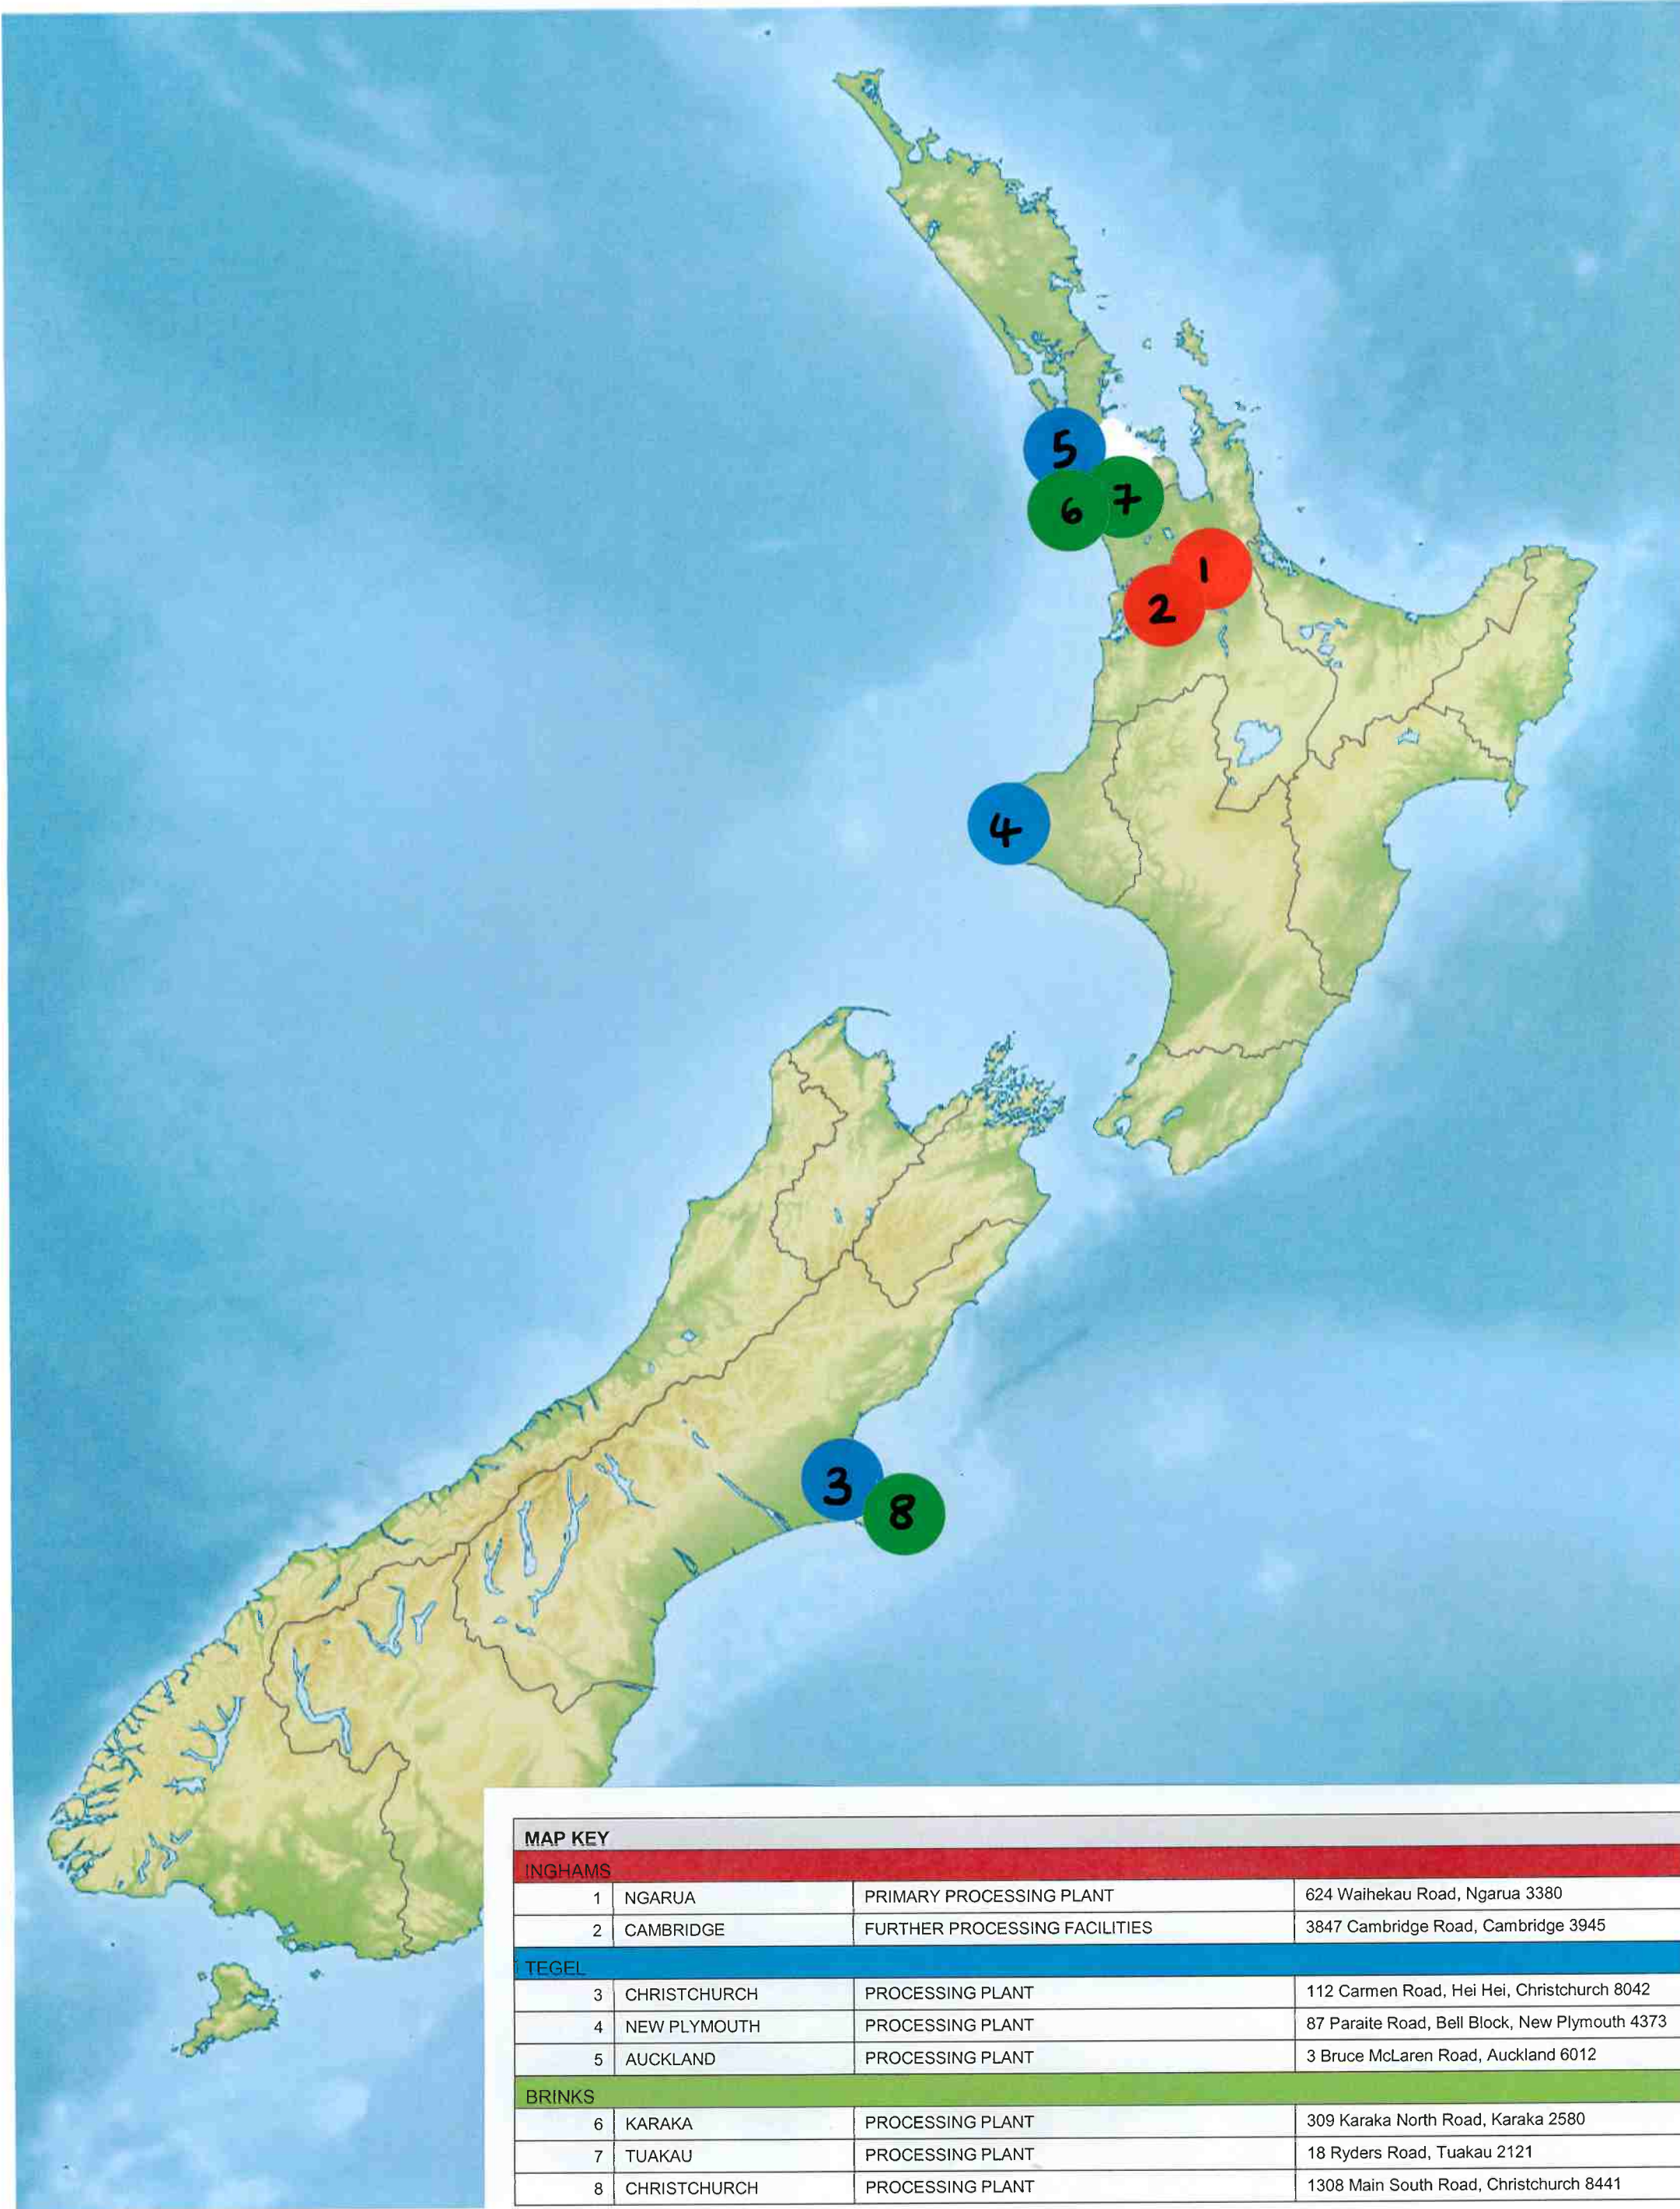 5
7
6
1
2
4
3
8
MAP KEY
INGHAMS
1 NGARUA PRIMARY PROCESSING PLANT 624 Waihekau Road, Ngarua 3380
2 CAMBRIDGE FURTHER PROCESSING FACILITIES 3847 Cambridge Road, Cambridge 3945
TEGEL
3 CHRISTCHURCH PROCESSING PLANT 112 Carmen Road, Hei Hei, Christchurch 8042
4 NEW PLYMOUTH PROCESSING PLANT 87 Paraite Road, Bell Block, New Plymouth 4373
5 AUCKLAND PROCESSING PLANT 3 Bruce McLaren Road, Auckland 6012
BRINKS
6 KARAKA PROCESSING PLANT 309 Karaka North Road, Karaka 2580
7 TUAKAU PROCESSING PLANT 18 Ryders Road, Tuakau 2121
8 CHRISTCHURCH PROCESSING PLANT 1308 Main South Road, Christchurch 8441